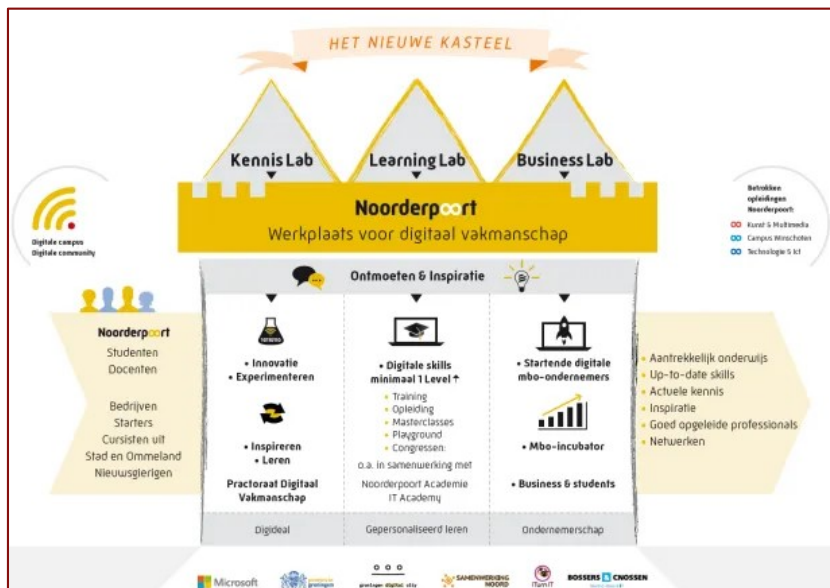 HET NIEUWE KASTEEL
Kennis Lab
Learning Lab
Business Lab
Noorderpoort
Werkplaats voor digitaal vakmanschap
Digitale campus
Digitale community
Betrokken
opleidingen
Noorderpoort:
Kunst & Multimedia
Campus Winschoten
Technologie & Ict
Ontmoeten & Inspiratie
Noorderpoort
Studenten
Docenten
Bedrijven
Starters
Cursisten uit
Stad en Ommeland
Nieuwsgierigen
• Innovatie
• Experimenteren
• Inspireren
• Leren
Practoraat Digitaal
Vakmanschap
• Digitale skills
minimaal 1 Level
• Training
• Opleiding
• Masterclasses
• Playground
• Congressen:
o.a. in samenwerking met
Noorderpoort Academie
IT Academy
• Startende digitale
mbo-ondernemers
• Mbo-incubator
• Business & students
• Aantrekkelijk onderwijs
• Up-to-date skills
• Actuele kennis
• Inspiratie
• Goed opgeleide professionals
• Netwerken
Digideal
Gepersonaliseerd leren
Ondernemerschap
Microsoft
groningen
groningen digital city
SAMENWERKING
NOORD
ITannIT
BOSSERS & CNOSSEN